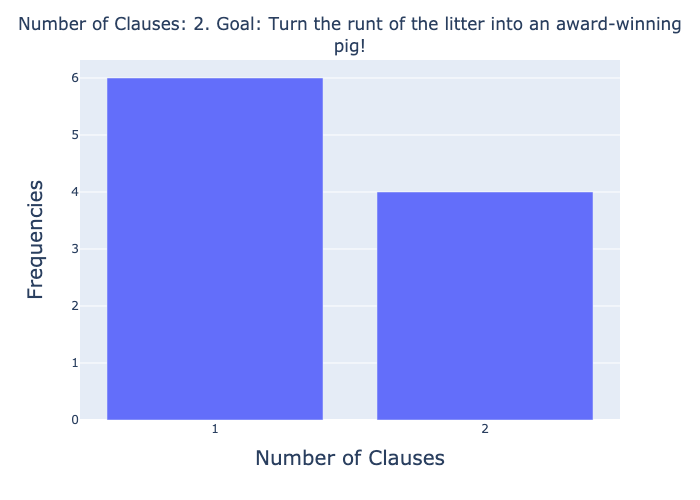 Number of Clauses: 2. Goal: Turn the runt of the litter into an award-winning
pig!
Frequencies
6
5
4
3
2
1
0
1 2
Number of Clauses